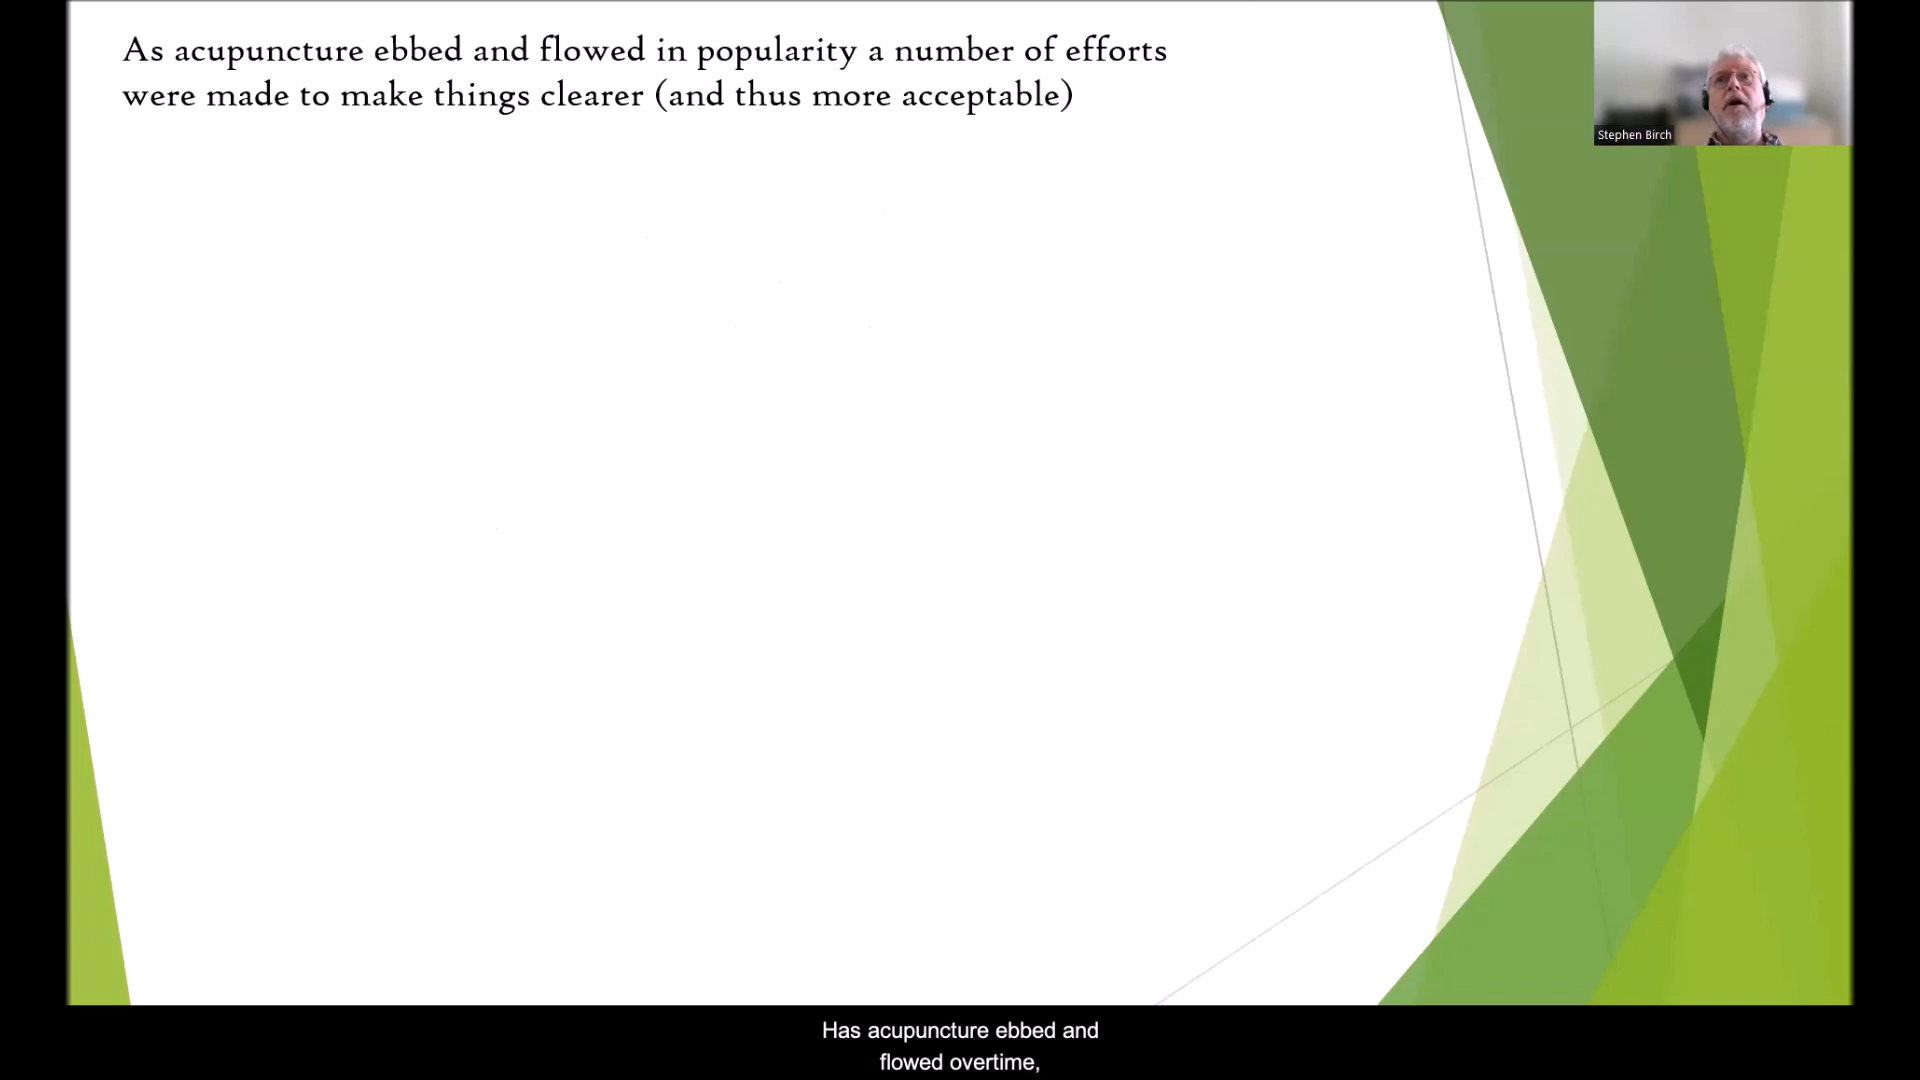 As acupuncture ebbed and flowed in popularity a number of efforts
were made to make things clearer (and thus more acceptable)
Stephen Birch
Has acupuncture ebbed and
flowed overtime,